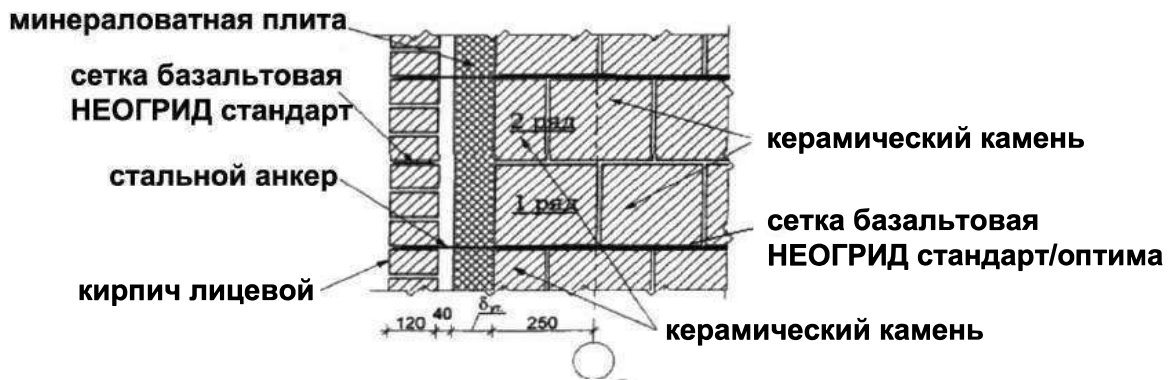 минераловатная плита
сетка базальтовая
НЕОГРИД стандарт
стальной анкер
кирпич лицевой
2 ряд
1 ряд
керамический камень
сетка базальтовая
НЕОГРИД стандарт/оптима
керамический камень
120
40
δут.
250